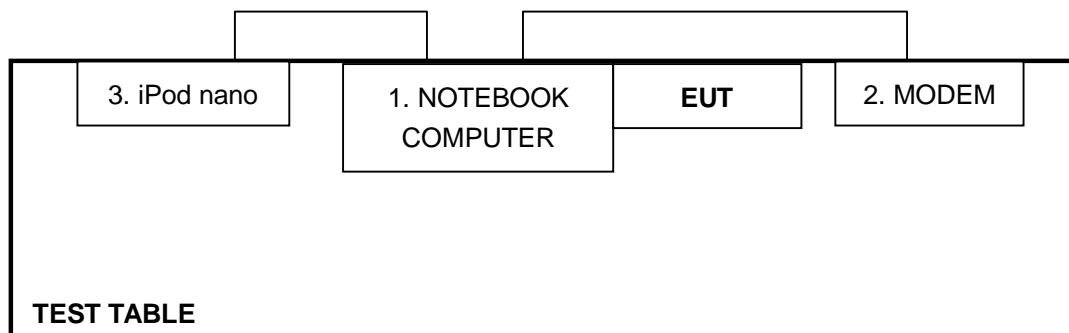 3. iPod nano
1. NOTEBOOK
COMPUTER
EUT
2. MODEM
TEST TABLE